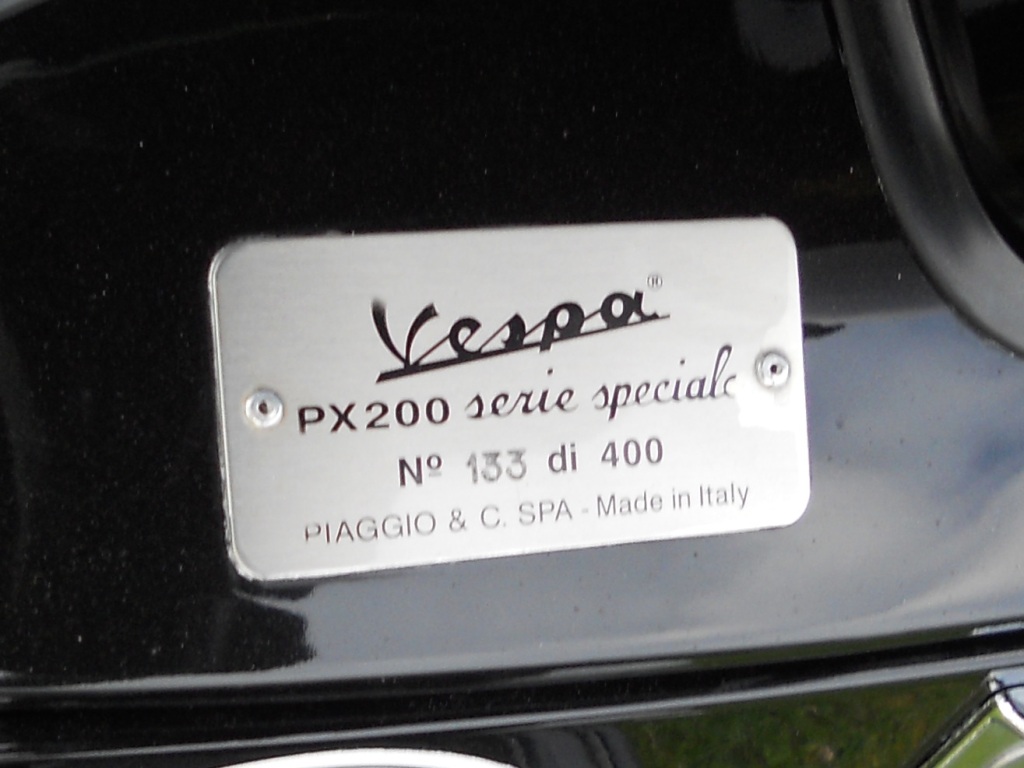 Vespa®
PX200 serie speciale
Nº 133 di 400
PIAGGIO & C. SPA - Made in Italy